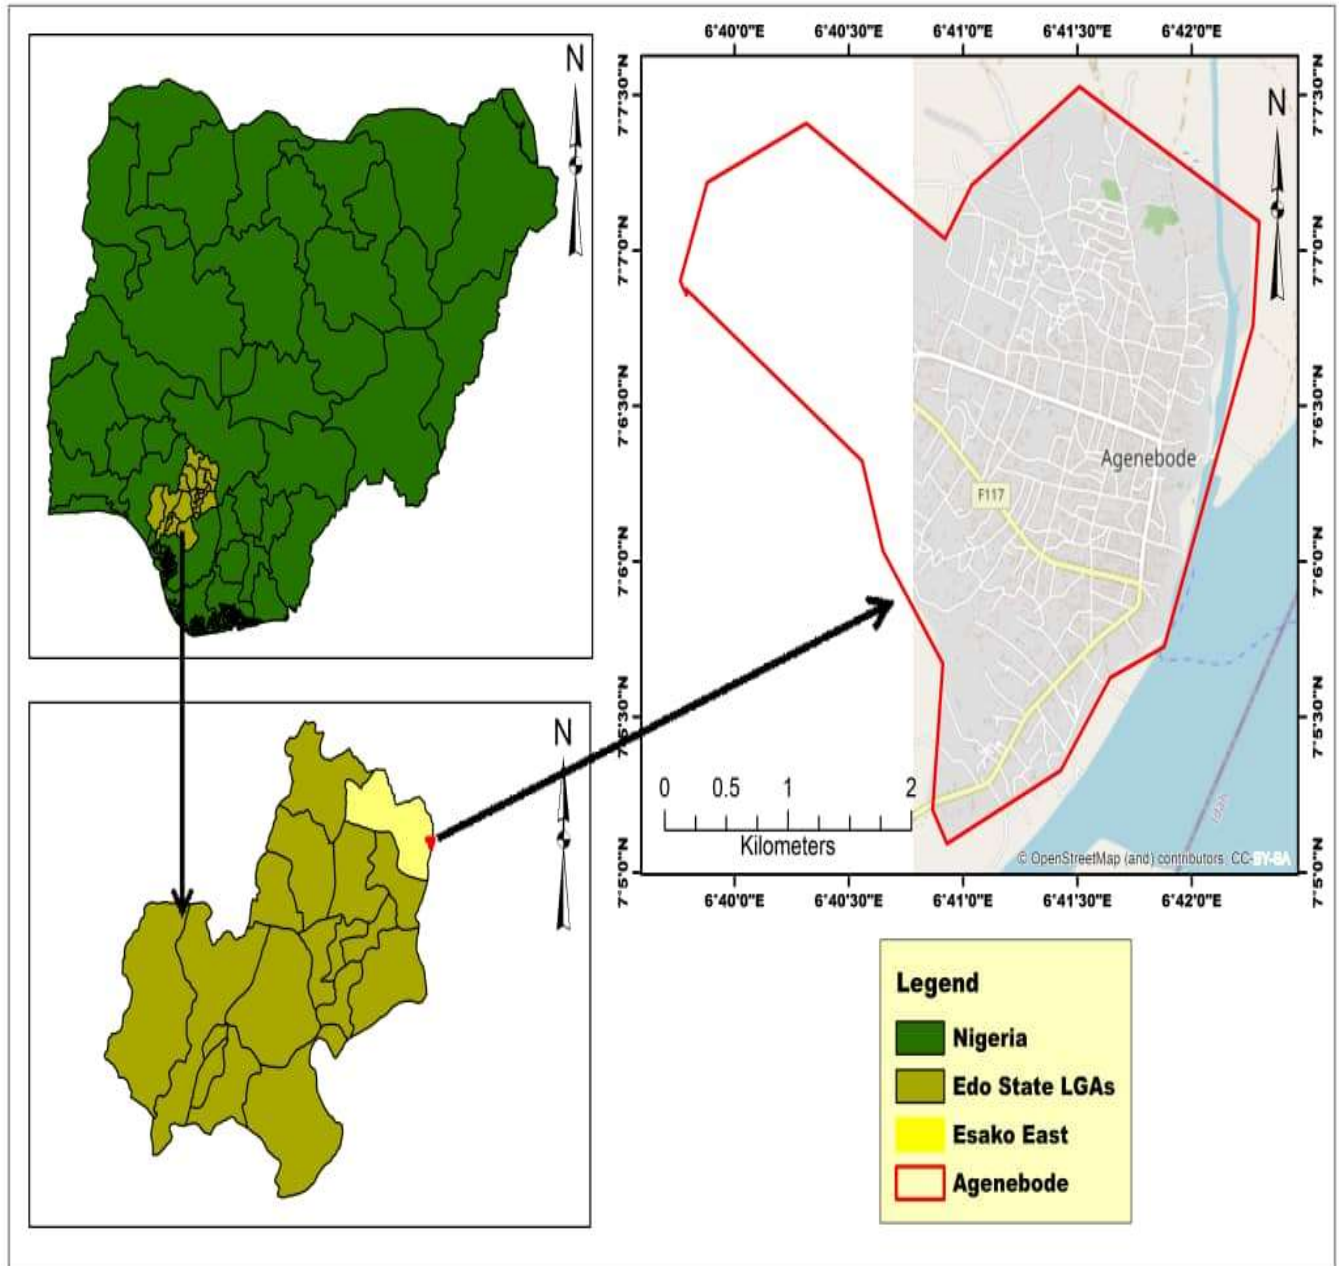 N
6°40'0"E 6°40'30"E 6°41'0"E 6°41'30"E 6°42'0"E
7°7'30"N
7°7'0"N
7°6'30"N
7°6'0"N
7°5'30"N
7°5'0"N
N
7°7'30"N
7°7'0"N
7°6'30"N
7°6'0"N
7°5'30"N
7°5'0"N
Agenebode
F117
Idah
0 0.5 1 2
Kilometers
© OpenStreetMap (and) contributors, CC-BY-SA
6°40'0"E 6°40'30"E 6°41'0"E 6°41'30"E 6°42'0"E
N
Legend
Nigeria
Edo State LGAs
Esako East
Agenebode